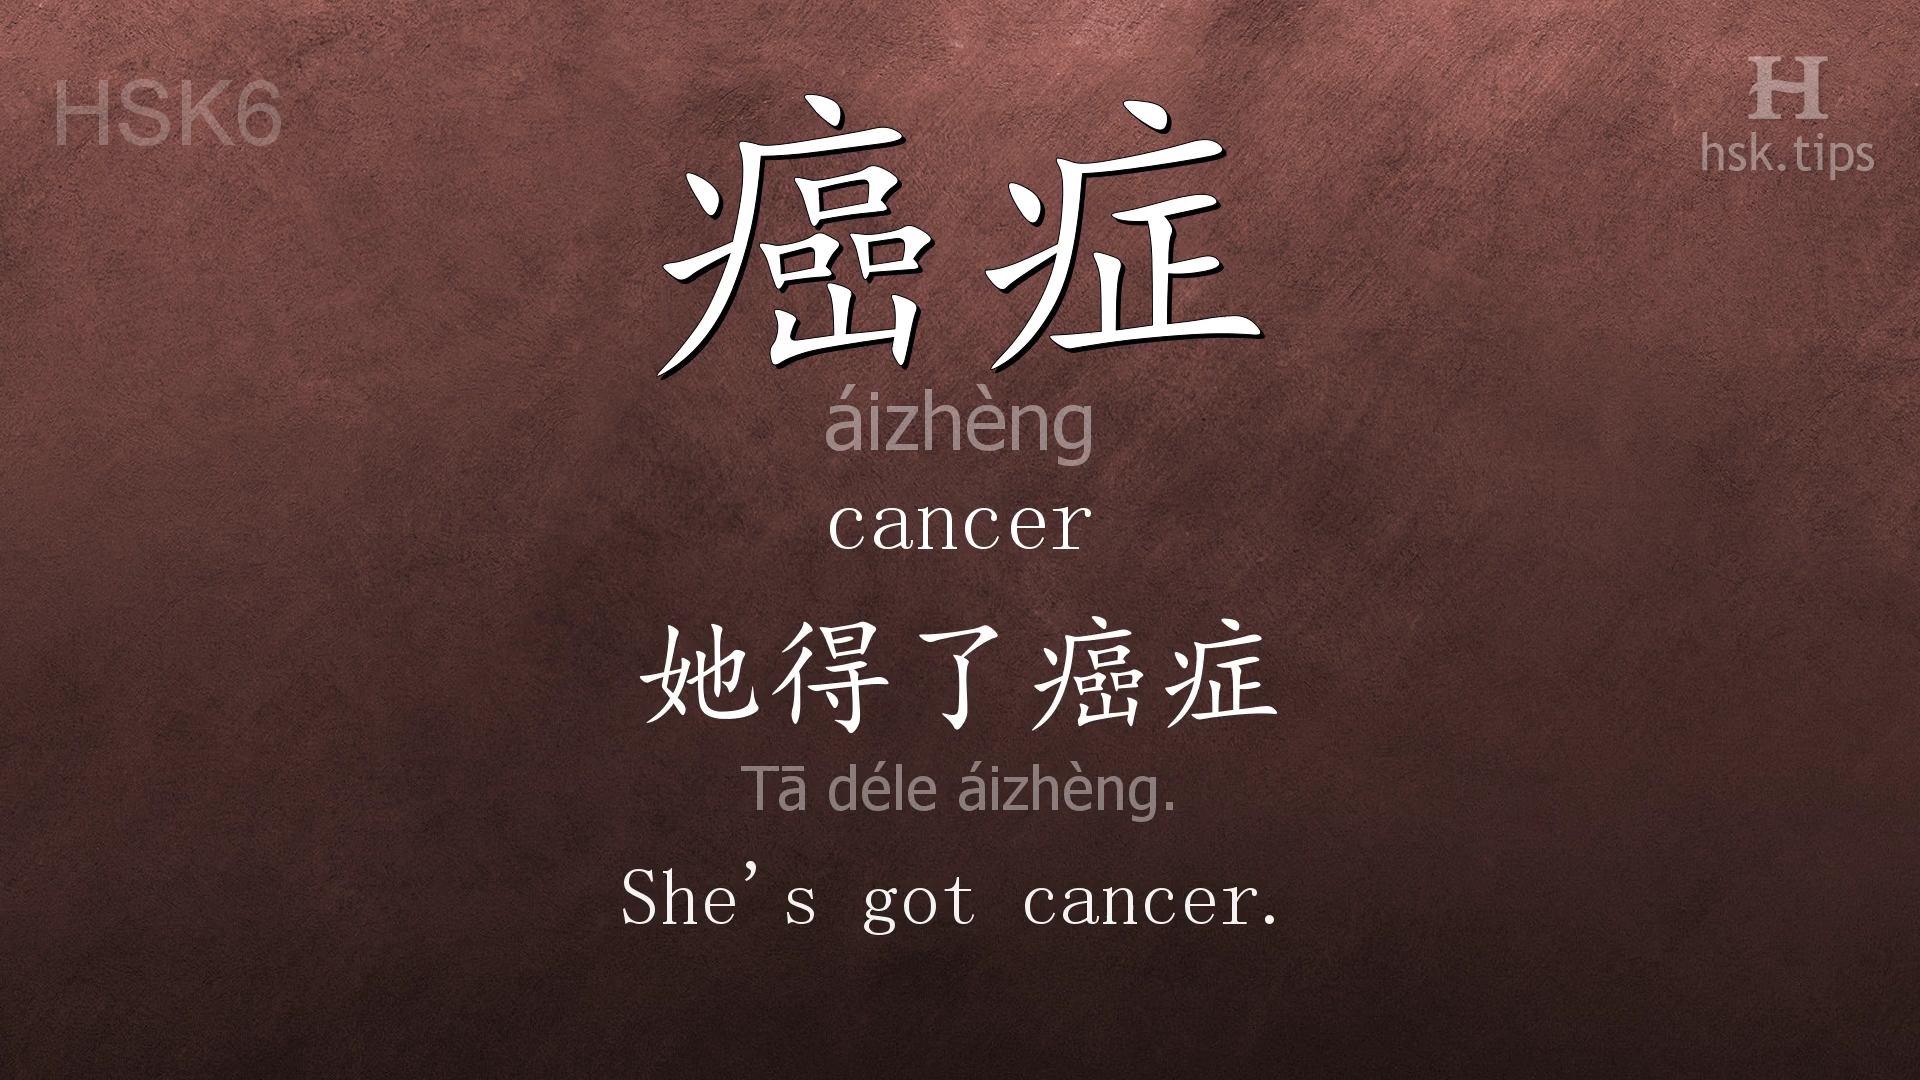 HSK6
H
hsk.tips
癌症
áizhèng
cancer
她得了癌症
Tā déle áizhèng.
She's got cancer.